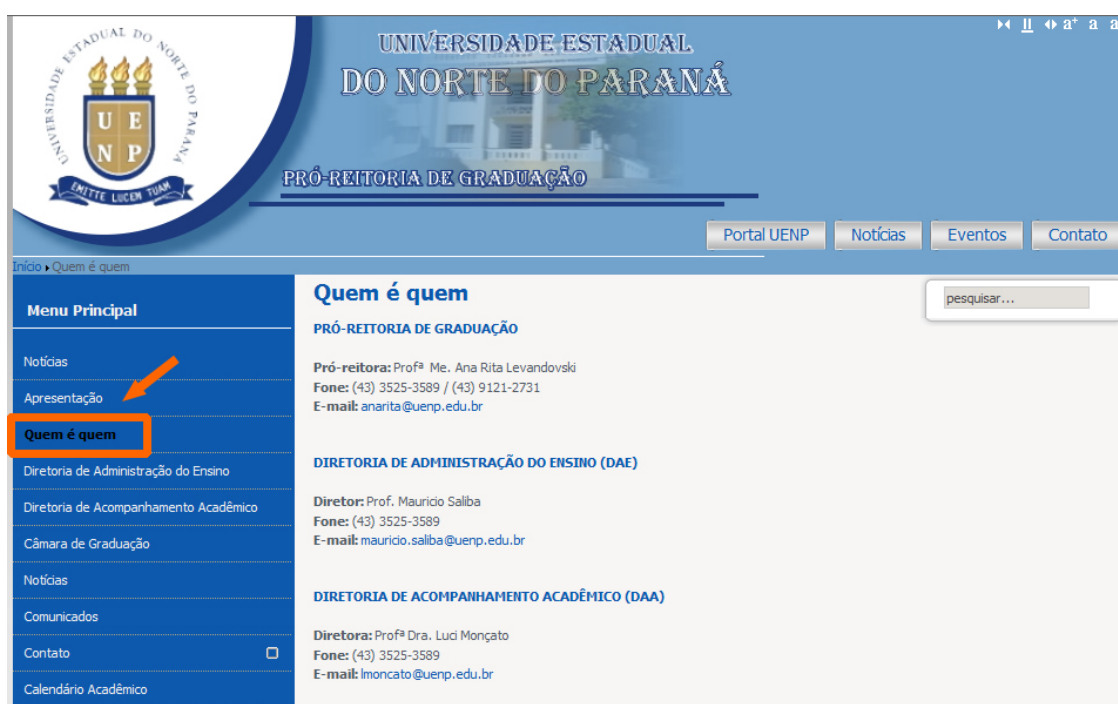 UNIVERSIDADE ESTADUAL DO NORTE DO PARANÁ
U E
N P
EMITTE LUCEM TUAM
UNIVERSIDADE ESTADUAL
DO NORTE DO PARANÁ
PRÓ-REITORIA DE GRADUAÇÃO
a+ a a
Portal UENP Notícias Eventos Contato
Início Quem é quem
pesquisar...
Menu Principal
Notícias
Apresentação
Quem é quem
Diretoria de Administração do Ensino
Diretoria de Acompanhamento Acadêmico
Câmara de Graduação
Notícias
Comunicados
Contato
Calendário Acadêmico
Quem é quem
PRÓ-REITORIA DE GRADUAÇÃO
Pró-reitora: Profª Me. Ana Rita Levandovski
Fone: (43) 3525-3589 / (43) 9121-2731
E-mail: anarita@uenp.edu.br
DIRETORIA DE ADMINISTRAÇÃO DO ENSINO (DAE)
Diretor: Prof. Mauricio Saliba
Fone: (43) 3525-3589
E-mail: mauricio.saliba@uenp.edu.br
DIRETORIA DE ACOMPANHAMENTO ACADÊMICO (DAA)
Diretora: Profª Dra. Luci Monçato
Fone: (43) 3525-3589
E-mail: lmoncato@uenp.edu.br